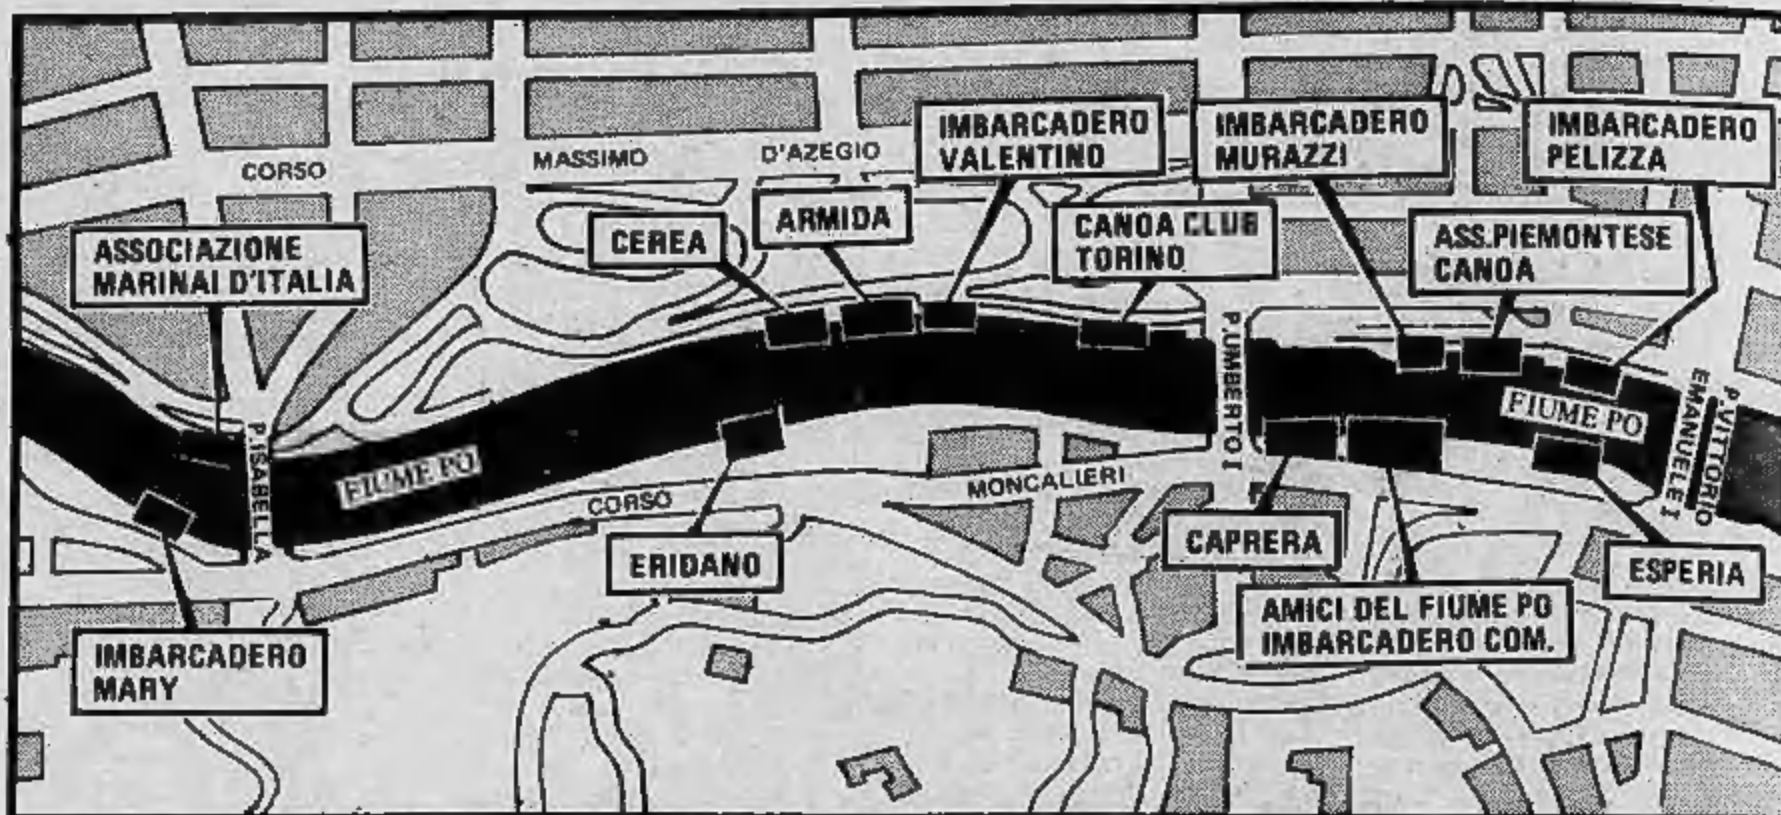 IMBARCADERO
VALENTINO
IMBARCADERO
MURAZZI
IMBARCADERO
PELIZZA
CORSO
MASSIMO
D'AZEGIO
ASSOCIAZIONE
MARINAI D'ITALIA
CEREA
ARMIDA
CANOA CLUB
TORINO
ASS.PIEMONTESE
CANOA
P.ISABELLA
FIUME PO
P.UMBERTO I
FIUME PO
P.VITTORIO
EMANUELE I
CORSO
MONCALIERI
ERIDANO
CAPRERA
ESPERIA
AMICI DEL FIUME PO
IMBARCADERO COM.
IMBARCADERO
MARY